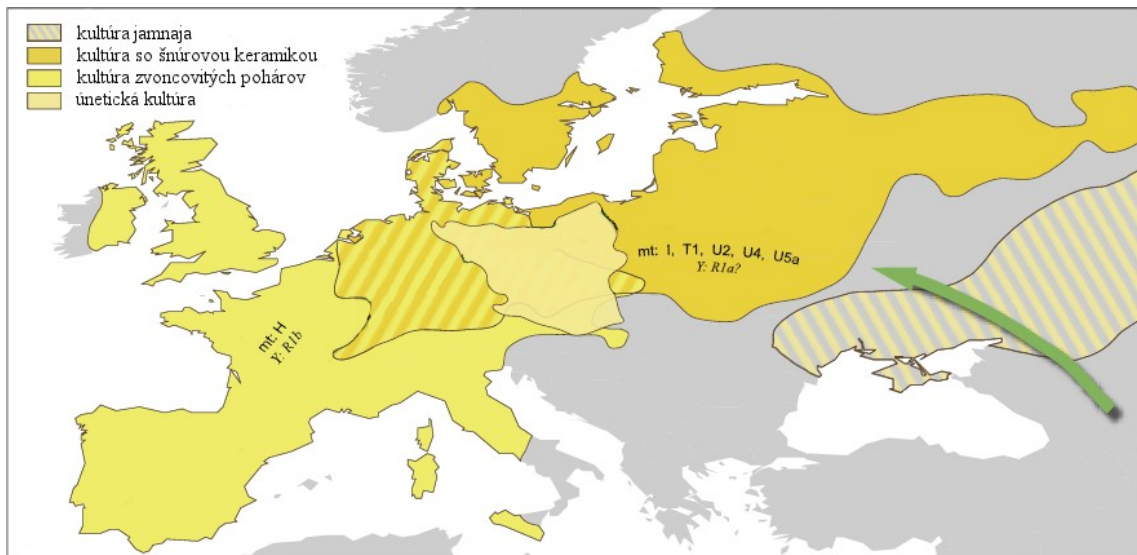 kultúra jamnaja
kultúra so šnúrovou keramikou
kultúra zvoncovitých pohárov
únetická kultúra
mt: I, T1, U2, U4, U5a
Y: R1a?
mt: H
Y: R1b